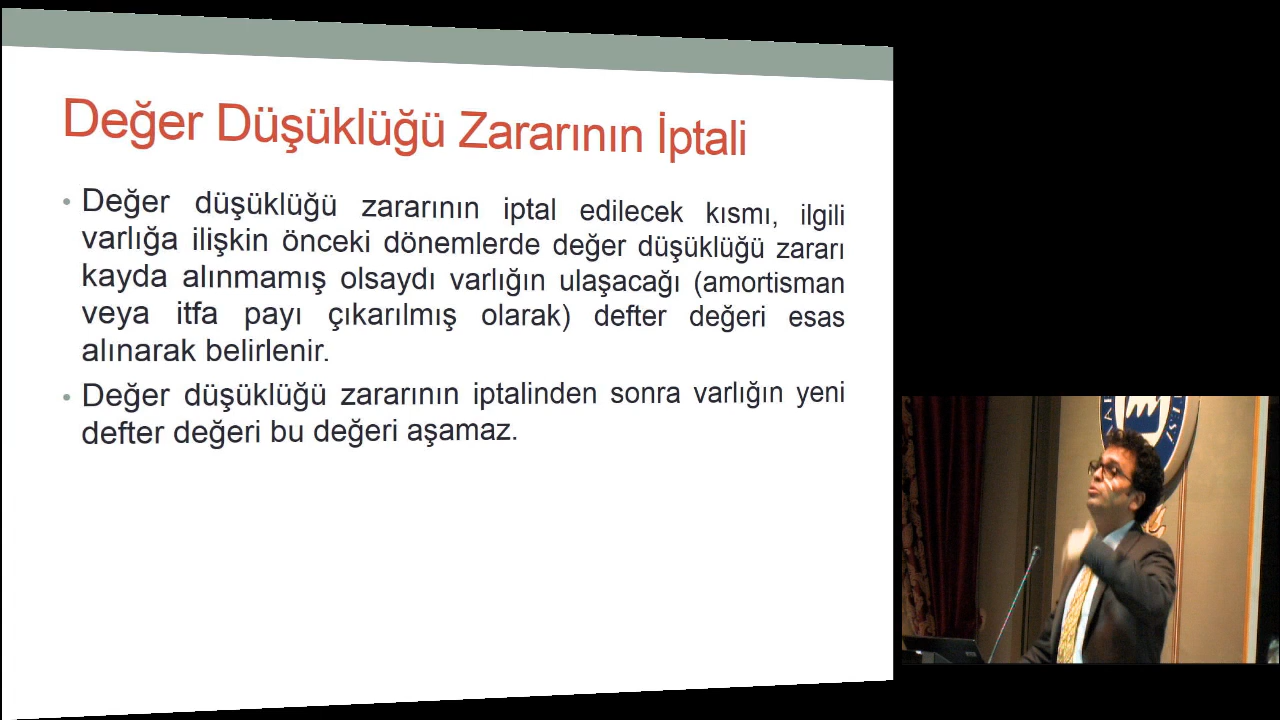 Değer Düşüklüğü Zararının İptali
• Değer düşüklüğü zararının iptal edilecek kısmı, ilgili
varlığa ilişkin önceki dönemlerde değer düşüklüğü zararı
kayda alınmamış olsaydı varlığın ulaşacağı (amortisman
veya itfa payı çıkarılmış olarak) defter değeri esas
alınarak belirlenir.
• Değer düşüklüğü zararının iptalinden sonra varlığın yeni
defter değeri bu değeri aşamaz.